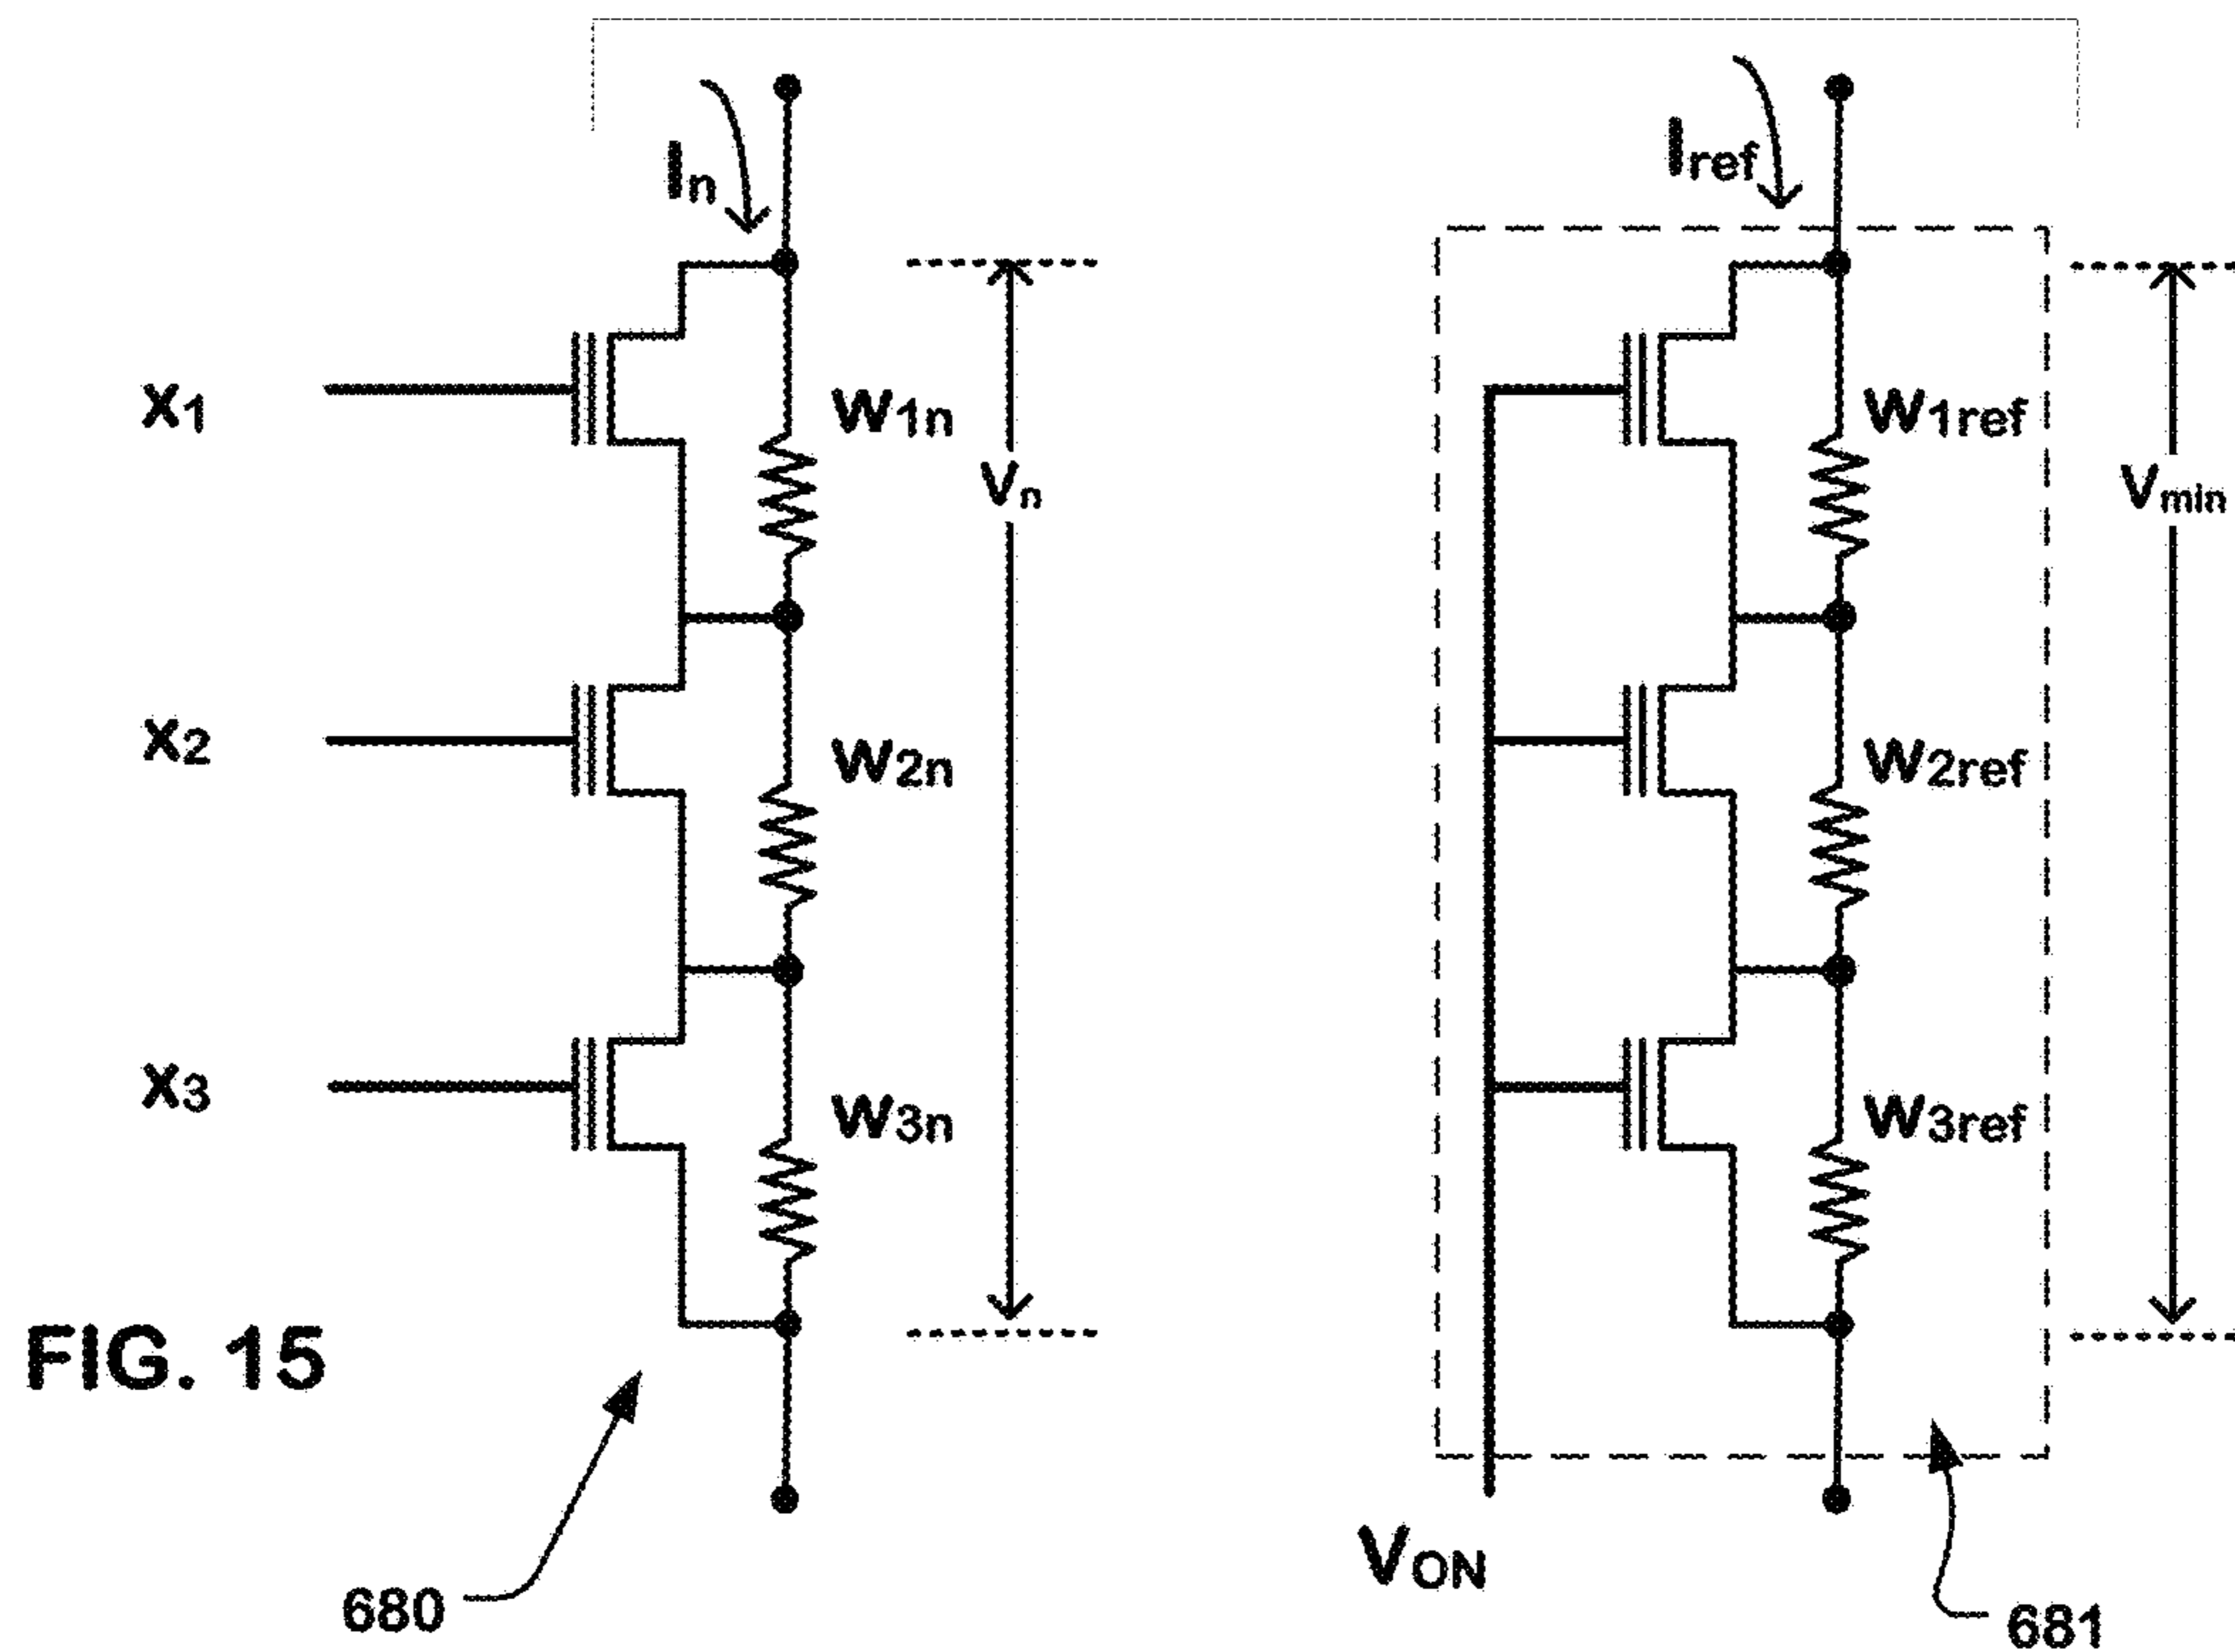 In
Iref
X1
W1n
Vn
W1ref
Vmin
X2
W2n
W2ref
X3
W3n
W3ref
FIG. 15
VON
680
681